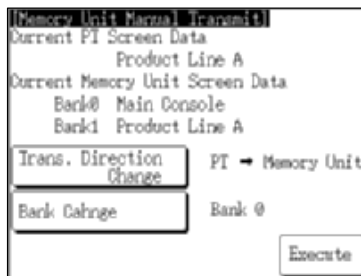 [Memory Unit Manual Transmit]
Current PT Screen Data
Product Line A
Current Memory Unit Screen Data
Bank0 Main Console
Bank1 Product Line A
Trans. Direction Change PT → Memory Unit
Bank Cahnge Bank 0
Execute